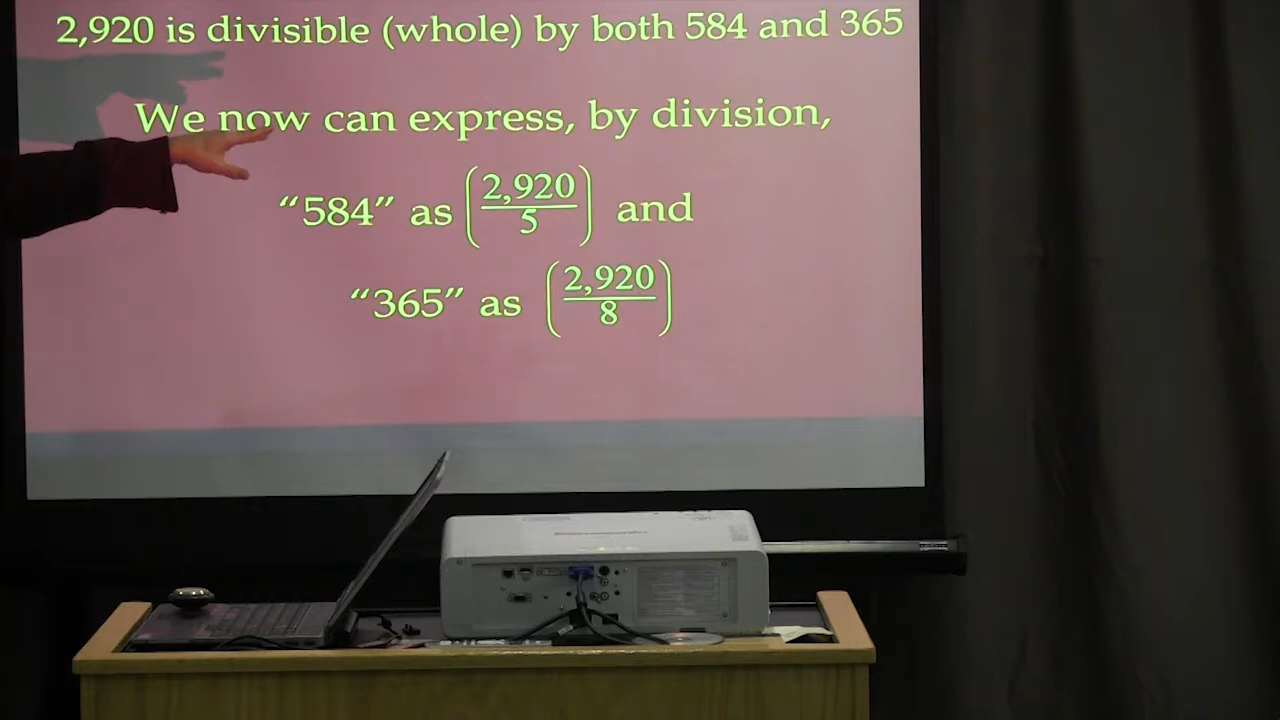 2,920 is divisible (whole) by both 584 and 365
We now can express, by division,
“584” as (2,920/5) and
“365” as (2,920/8)